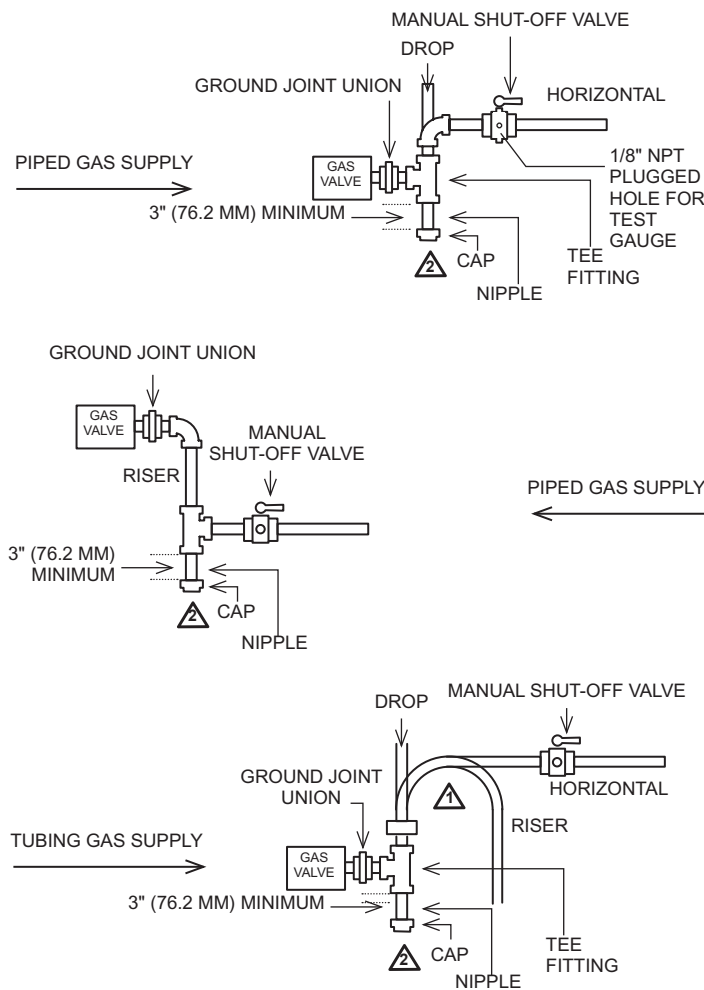 MANUAL SHUT-OFF VALVE
DROP
GROUND JOINT UNION
HORIZONTAL
PIPED GAS SUPPLY
GAS
VALVE
1/8" NPT
PLUGGED
HOLE FOR
TEST
GAUGE
3" (76.2 MM) MINIMUM
TEE
FITTING
CAP
2
NIPPLE
GROUND JOINT UNION
GAS
VALVE
MANUAL
SHUT-OFF VALVE
RISER
PIPED GAS SUPPLY
3" (76.2 MM)
MINIMUM
2
CAP
NIPPLE
MANUAL SHUT-OFF VALVE
DROP
GROUND JOINT
UNION
HORIZONTAL
1
RISER
TUBING GAS SUPPLY
GAS
VALVE
3" (76.2 MM) MINIMUM
TEE
FITTING
2
CAP
NIPPLE